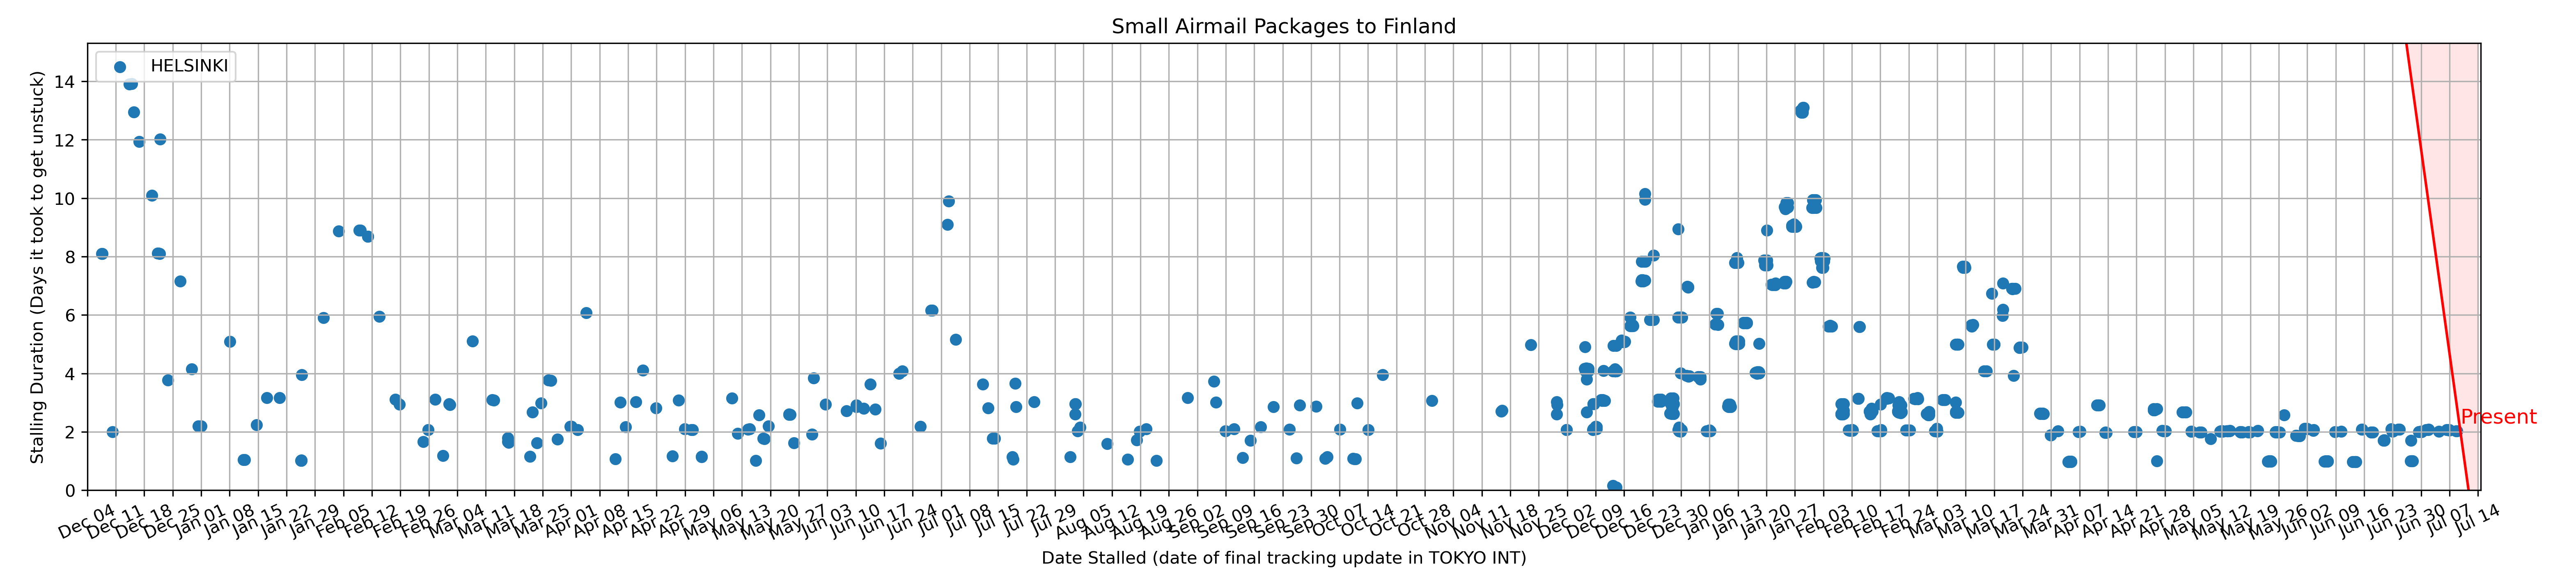 Small Airmail Packages to Finland
HELSINKI
Stalling Duration (Days it took to get unstuck)
14
12
10
8
6
4
2
0
Present
Dec 04 Dec 11 Dec 18 Dec 25 Jan 01 Jan 08 Jan 15 Jan 22 Jan 29 Feb 05 Feb 12 Feb 19 Feb 26 Mar 04 Mar 11 Mar 18 Mar 25 Apr 01 Apr 08 Apr 15 Apr 22 Apr 29 May 06 May 13 May 20 May 27 Jun 03 Jun 10 Jun 17 Jun 24 Jul 01 Jul 08 Jul 15 Jul 22 Jul 29 Aug 05 Aug 12 Aug 19 Aug 26 Sep 02 Sep 09 Sep 16 Sep 23 Sep 30 Oct 07 Oct 14 Oct 21 Oct 28 Nov 04 Nov 11 Nov 18 Nov 25 Dec 02 Dec 09 Dec 16 Dec 23 Dec 30 Jan 06 Jan 13 Jan 20 Jan 27 Feb 03 Feb 10 Feb 17 Feb 24 Mar 03 Mar 10 Mar 17 Mar 24 Mar 31 Apr 07 Apr 14 Apr 21 Apr 28 May 05 May 12 May 19 May 26 Jun 02 Jun 09 Jun 16 Jun 23 Jun 30 Jul 07 Jul 14
Date Stalled (date of final tracking update in TOKYO INT)